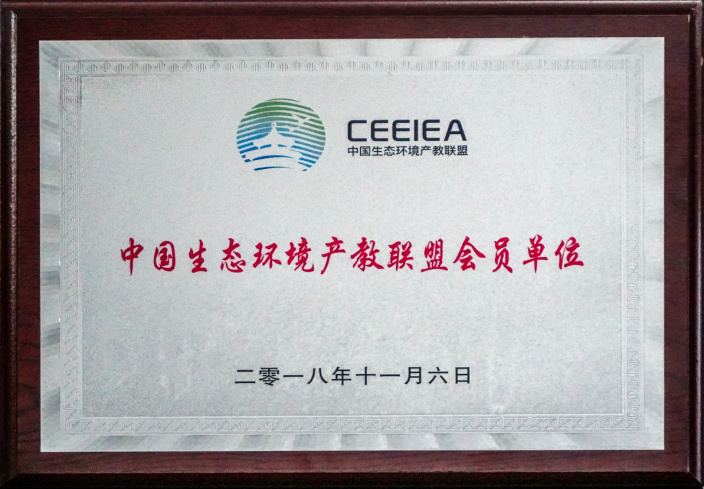 CEEIEA
中国生态环境产教联盟
中国生态环境产教联盟会员单位
二零一八年十一月六日